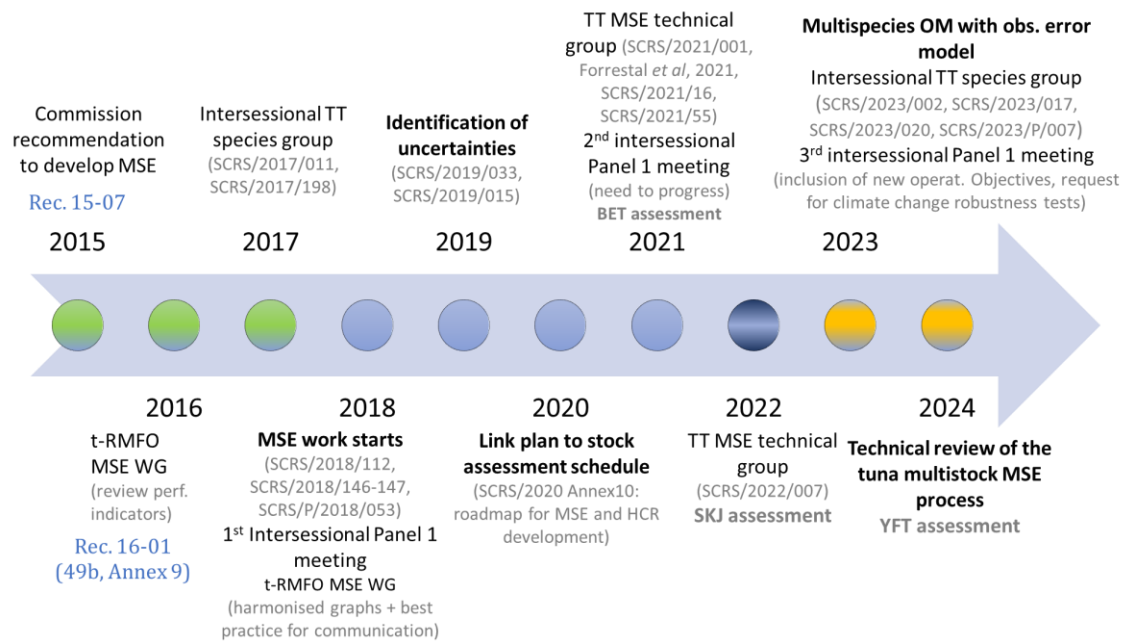 Commission
recommendation
to develop MSE
Rec. 15-07
2015
Intersessional TT
species group
(SCRS/2017/011,
SCRS/2017/198)
2017
Identification of
uncertainties
(SCRS/2019/033,
SCRS/2019/015)
2019
TT MSE technical
group (SCRS/2021/001,
Forrestal et al, 2021,
SCRS/2021/16,
SCRS/2021/55)
2nd intersessional
Panel 1 meeting
(need to progress)
BET assessment
2021
Multispecies OM with obs. error
model
Intersessional TT species group
(SCRS/2023/002, SCRS/2023/017,
SCRS/2023/020, SCRS/2023/P/007)
3rd intersessional Panel 1 meeting
(inclusion of new operat. Objectives, request
for climate change robustness tests)
2023
2016
t-RMFO
MSE WG
(review perf.
indicators)
Rec. 16-01
(49b, Annex 9)
2018
MSE work starts
(SCRS/2018/112,
SCRS/2018/146-147,
SCRS/P/2018/053)
1st Intersessional Panel 1
meeting
t-RMFO MSE WG
(harmonised graphs + best
practice for communication)
2020
Link plan to stock
assessment schedule
(SCRS/2020 Annex10:
roadmap for MSE and HCR
development)
2022
TT MSE technical
group
(SCRS/2022/007)
SKJ assessment
2024
Technical review of the
tuna multistock MSE
process
YFT assessment